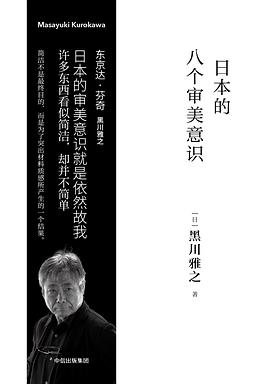 日本的
八个审美意识
[日] 黑川雅之 著
Masayuki Kurokawa
东京达·芬奇 黑川雅之
日本的审美意识就是依然故我
许多东西看似简洁，却并不简单
简洁不是最终目的，而是为了突出材料质感所产生的一个结果。
中信出版集团